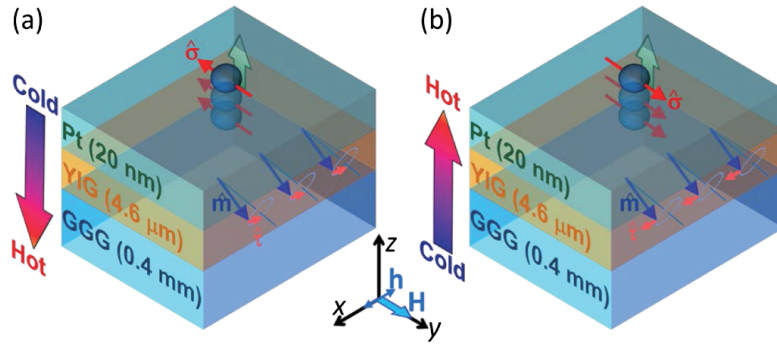 (a)
σ̂
Cold
Hot
Pt (20 nm)
YIG (4.6 μm)
GGG (0.4 mm)
m̂
τ̂
z
h
H
x
y
(b)
σ̂
Hot
Cold
Pt (20 nm)
YIG (4.6 μm)
GGG (0.4 mm)
m̂
τ̂